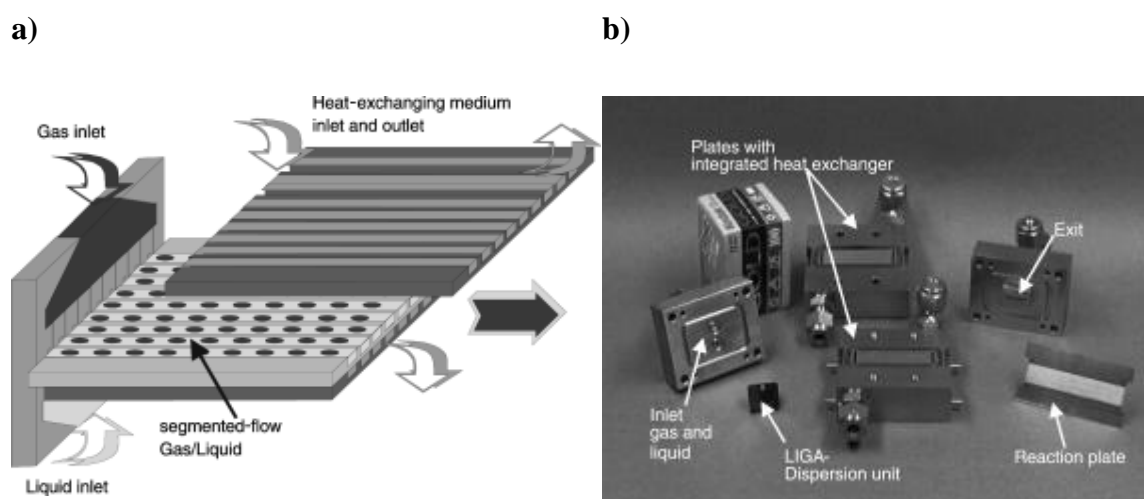 a)
b)
Heat-exchanging medium
inlet and outlet
Gas inlet
segmented-flow
Gas/Liquid
Liquid inlet
Plates with
integrated heat exchanger
Exit
Inlet
gas and
liquid
LIGA-
Dispersion unit
Reaction plate